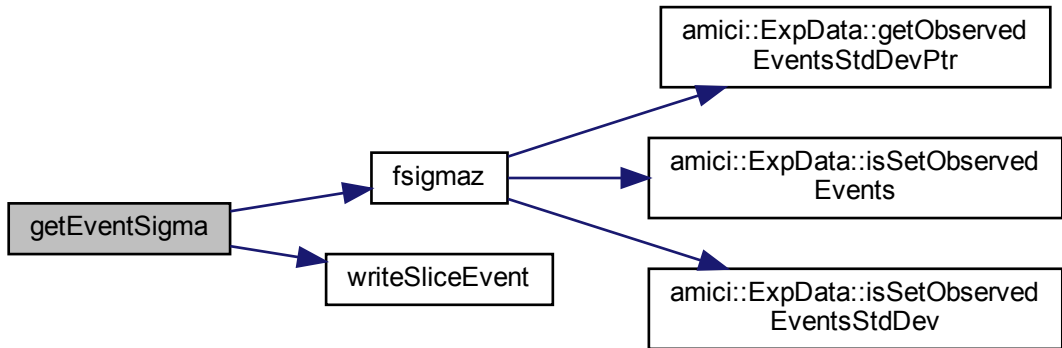 amici::ExpData::getObserved
EventsStdDevPtr
fsigmaz
amici::ExpData::isSetObserved
Events
getEventSigma
writeSliceEvent
amici::ExpData::isSetObserved
EventsStdDev